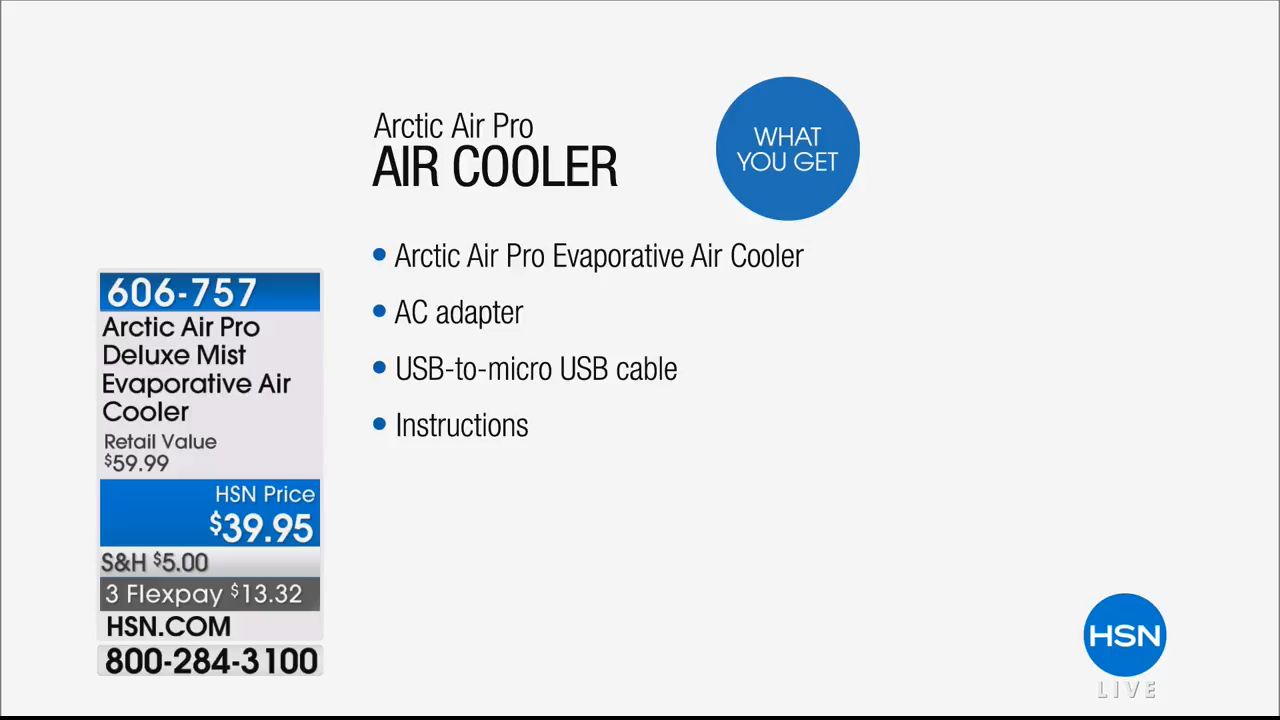 Arctic Air Pro
AIR COOLER
WHAT
YOU GET
• Arctic Air Pro Evaporative Air Cooler
• AC adapter
• USB-to-micro USB cable
• Instructions
606-757
Arctic Air Pro
Deluxe Mist
Evaporative Air
Cooler
Retail Value
$59.99
HSN Price
$39.95
S&H $5.00
3 Flexpay $13.32
HSN.COM
800-284-3100
HSN
LIVE